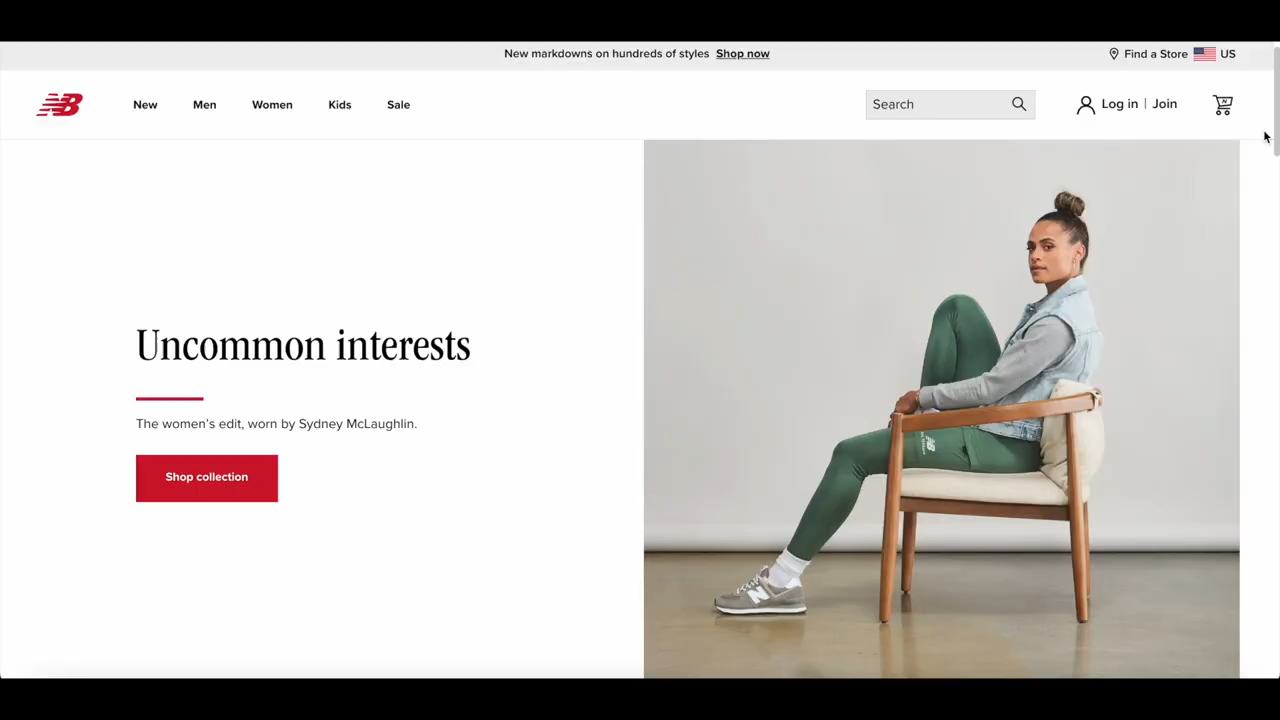 New markdowns on hundreds of styles Shop now
Find a Store US
NB
New Men Women Kids Sale
Search
Log in | Join
Uncommon interests
The women's edit, worn by Sydney McLaughlin.
Shop collection
N